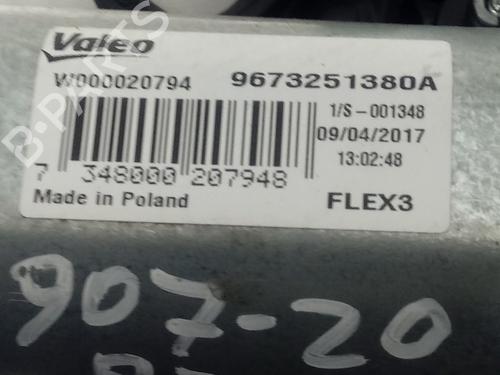 Valeo
W000020794 9673251380A
1/S-001348
09/04/2017
13:02:48
7 348000 207948
Made in Poland FLEX3
907-20
B-PARTS